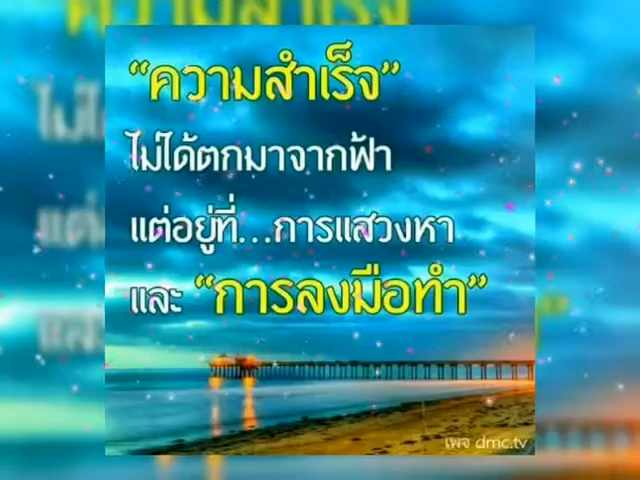 “ความสำเร็จ”
ไม่ได้ตกมาจากฟ้า
แต่อยู่ที่...การแสวงหา
และ “การลงมือทำ”
เพจ dmc.tv